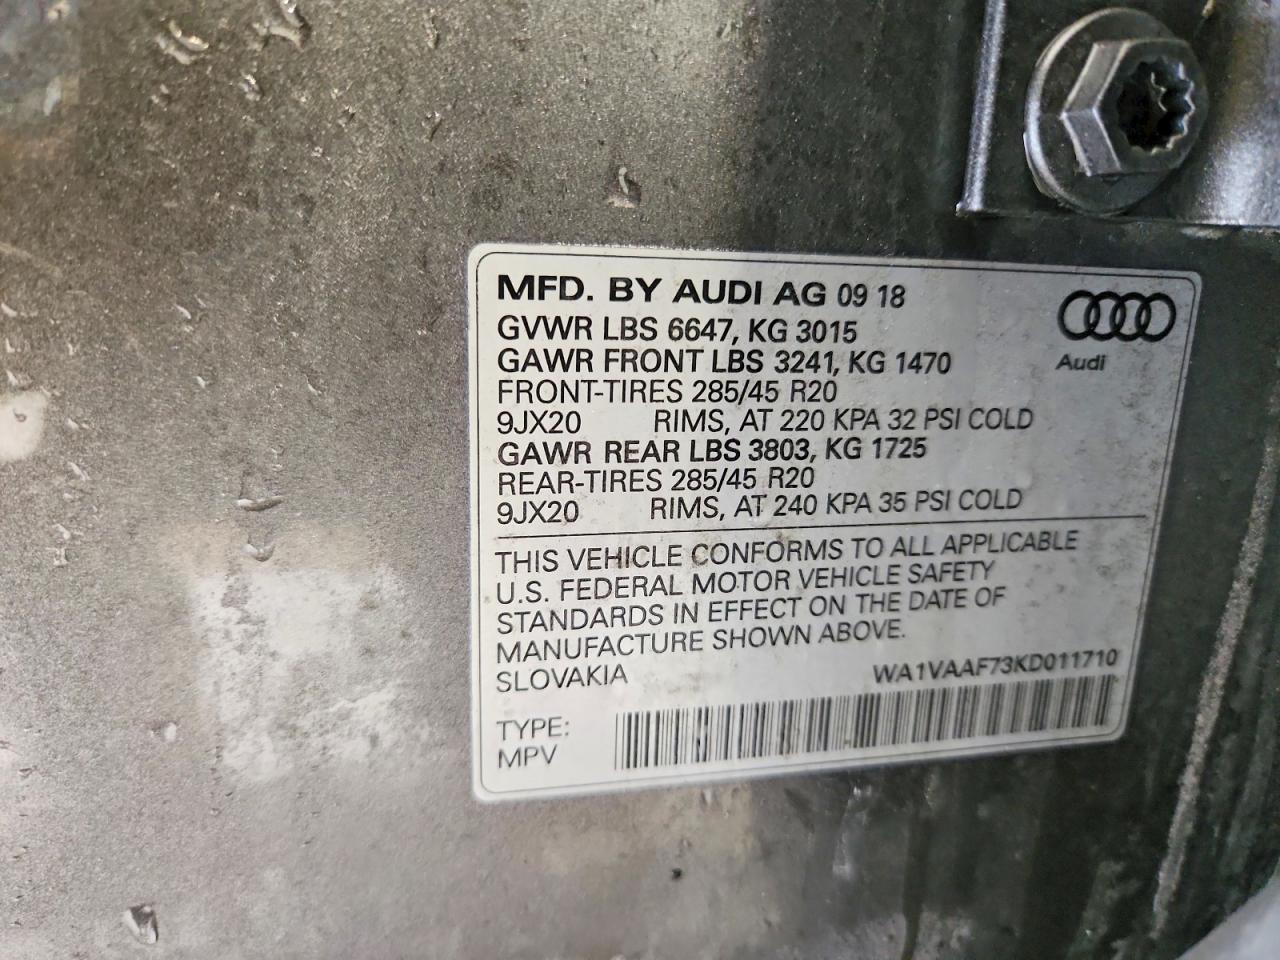 MFD. BY AUDI AG 09 18
GVWR LBS 6647, KG 3015
GAWR FRONT LBS 3241, KG 1470
FRONT-TIRES 285/45 R20
9JX20 RIMS, AT 220 KPA 32 PSI COLD
GAWR REAR LBS 3803, KG 1725
REAR-TIRES 285/45 R20
9JX20 RIMS, AT 240 KPA 35 PSI COLD
Audi
THIS VEHICLE CONFORMS TO ALL APPLICABLE
U.S. FEDERAL MOTOR VEHICLE SAFETY
STANDARDS IN EFFECT ON THE DATE OF
MANUFACTURE SHOWN ABOVE.
SLOVAKIA WA1VAAF73KD011710
TYPE:
MPV